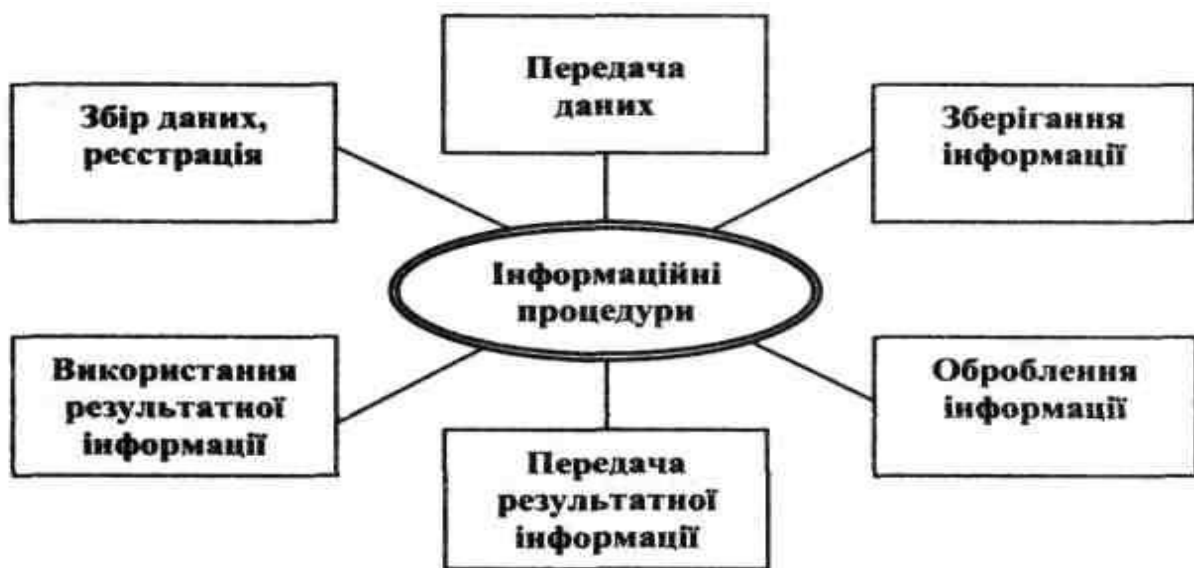 Передача
даних
Збір даних,
реєстрація
Зберігання
інформації
Інформаційні
процедури
Використання
результатної
інформації
Оброблення
інформації
Передача
результатної
інформації